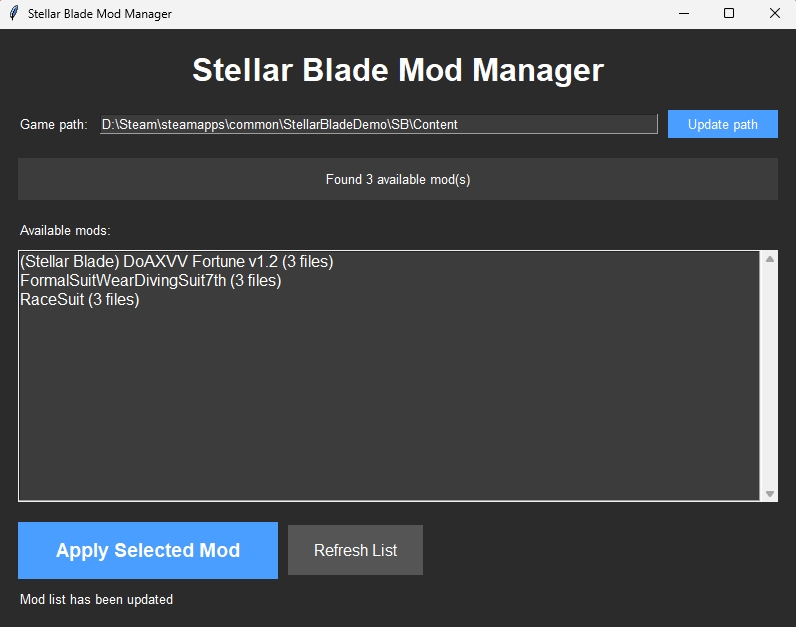 Stellar Blade Mod Manager
Stellar Blade Mod Manager
Game path: D:\Steam\steamapps\common\StellarBladeDemo\SB\Content Update path
Found 3 available mod(s)
Available mods:
(Stellar Blade) DoAXVV Fortune v1.2 (3 files)
FormalSuitWearDivingSuit7th (3 files)
RaceSuit (3 files)
Apply Selected Mod Refresh List
Mod list has been updated